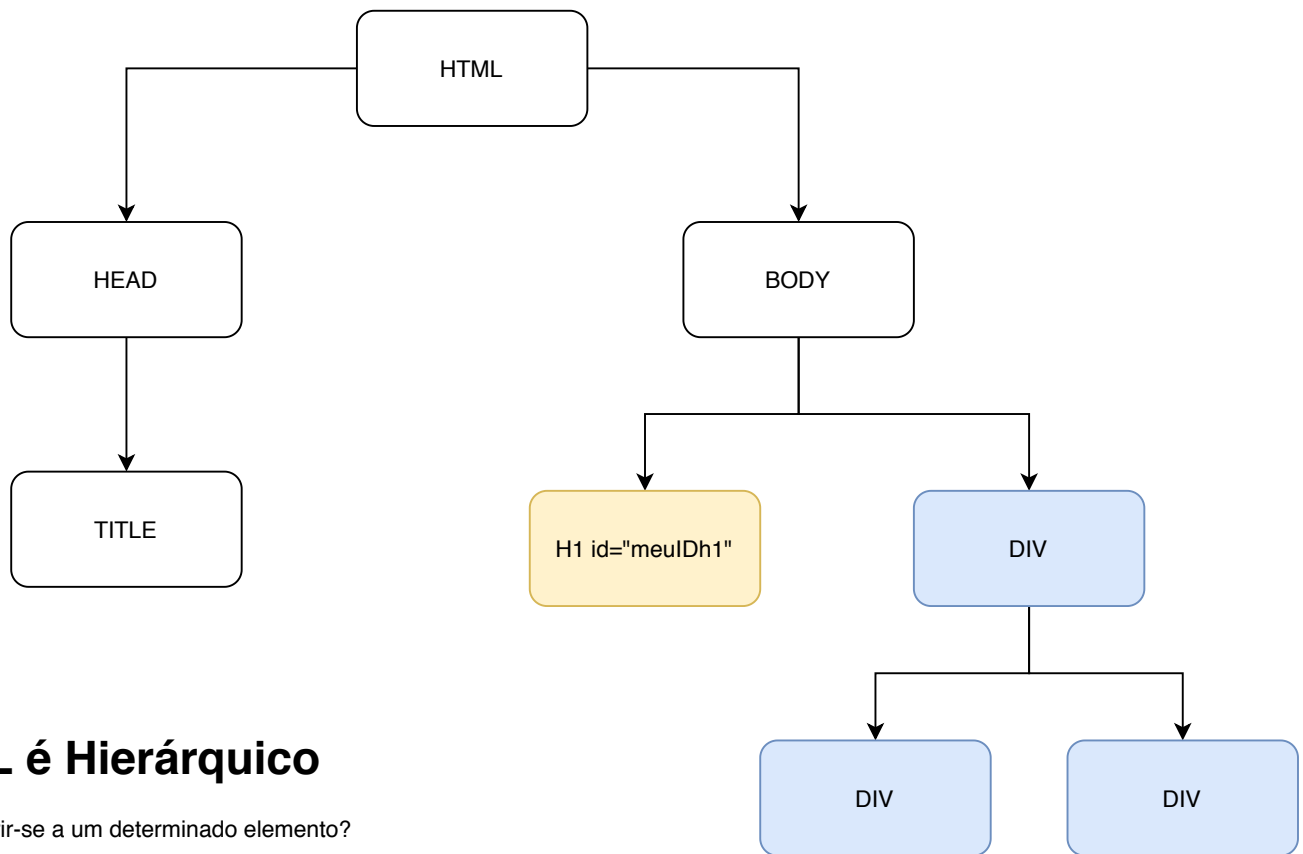 HTML
HEAD
BODY
TITLE
H1 id="meuIDh1"
DIV
L é Hierárquico
DIV
DIV
ir-se a um determinado elemento?